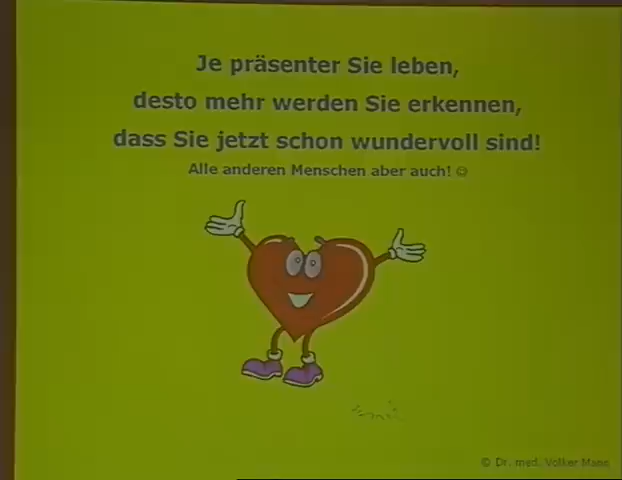 Je präsenter Sie leben,
desto mehr werden Sie erkennen,
dass Sie jetzt schon wundervoll sind!
Alle anderen Menschen aber auch! ☺
© Dr. med. Volker Mann